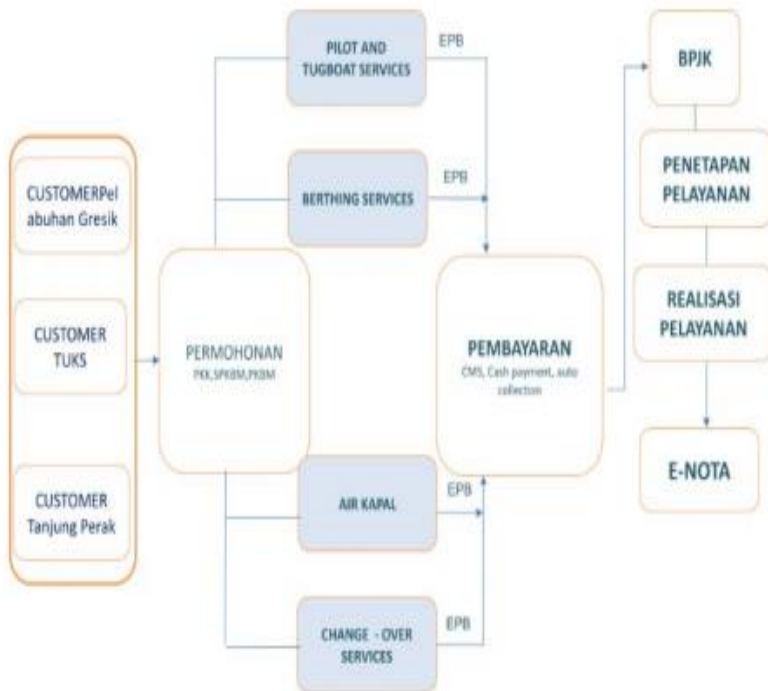 CUSTOMERPel
abuhan Gresik
CUSTOMER
TUKS
CUSTOMER
Tanjung Perak
PERMOHONAN
PKK,SPKBM,PKBM
PILOT AND
TUGBOAT SERVICES
EPB
BERTHING SERVICES
EPB
AIR KAPAL
EPB
CHANGE - OVER
SERVICES
EPB
PEMBAYARAN
CMS, Cash payment, auto
collection
BPJK
PENETAPAN
PELAYANAN
REALISASI
PELAYANAN
E-NOTA